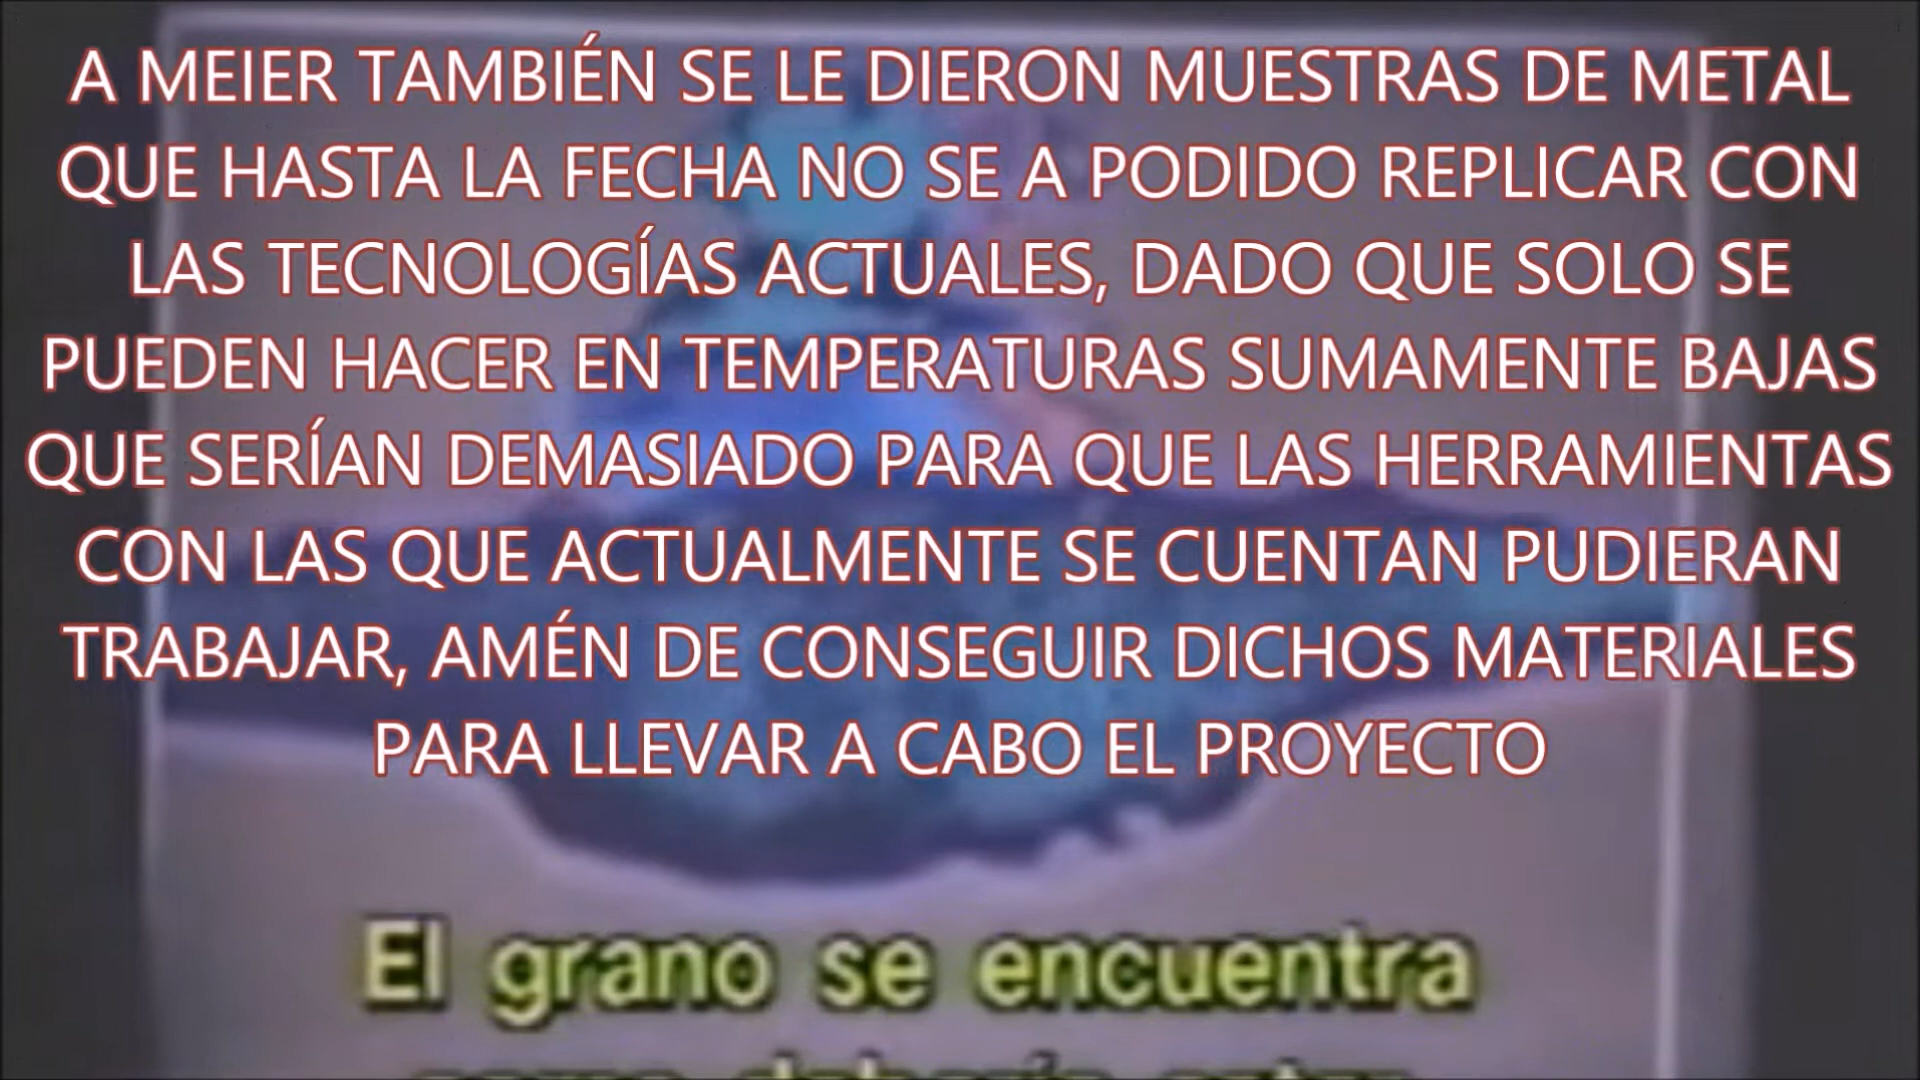 A MEIER TAMBIÉN SE LE DIERON MUESTRAS DE METAL
QUE HASTA LA FECHA NO SE A PODIDO REPLICAR CON
LAS TECNOLOGÍAS ACTUALES, DADO QUE SOLO SE
PUEDEN HACER EN TEMPERATURAS SUMAMENTE BAJAS
QUE SERÍAN DEMASIADO PARA QUE LAS HERRAMIENTAS
CON LAS QUE ACTUALMENTE SE CUENTAN PUDIERAN
TRABAJAR, AMÉN DE CONSEGUIR DICHOS MATERIALES
PARA LLEVAR A CABO EL PROYECTO
El grano se encuentra